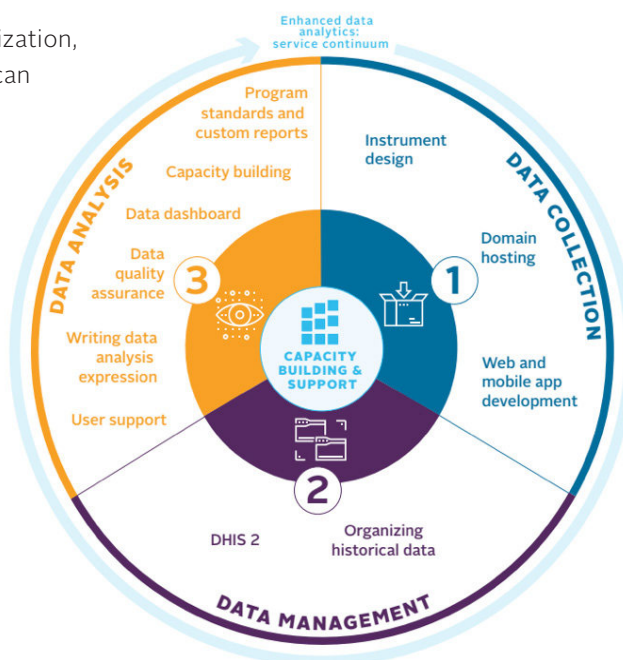 ization,
can
Enhanced data
analytics:
service continuum
Program
standards and
custom reports
Capacity building
Data dashboard
Data
quality
assurance
Writing data
analysis
expression
User support
DATA ANALYSIS
3
Instrument
design
Domain
hosting
Web and
mobile app
development
DATA COLLECTION
1
CAPACITY
BUILDING &
SUPPORT
2
DHIS 2
Organizing
historical data
DATA MANAGEMENT